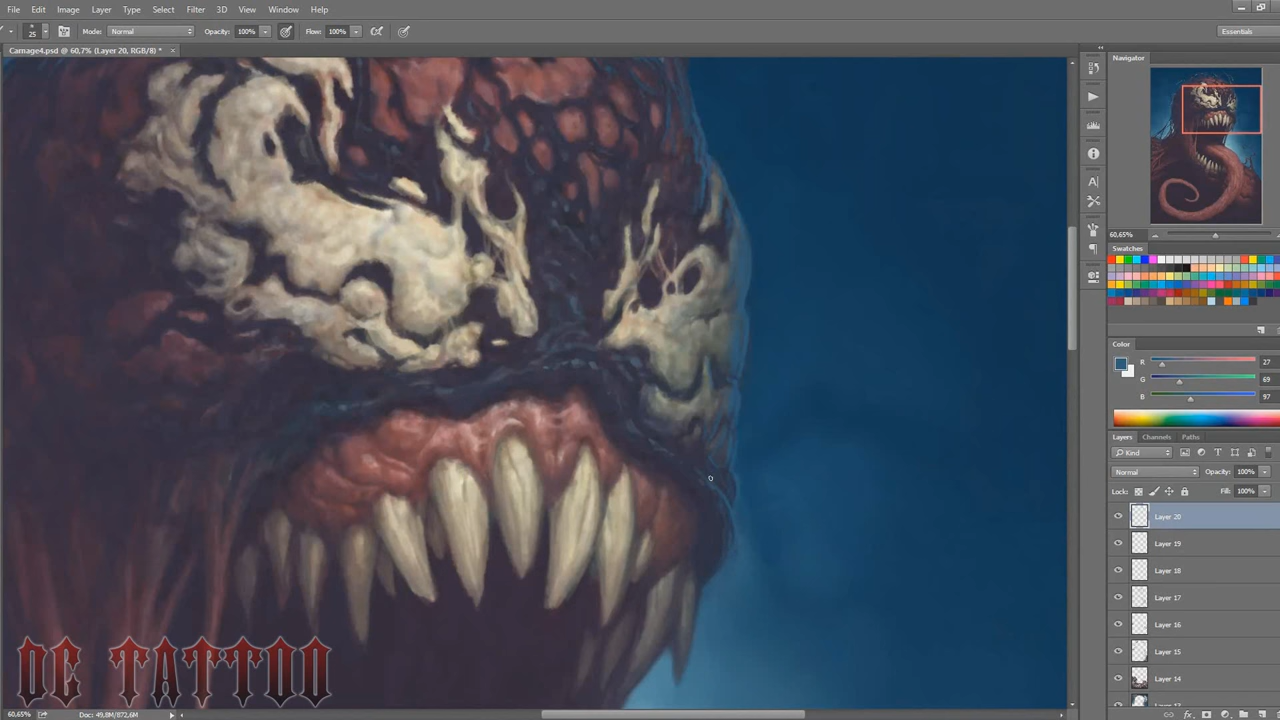 File Edit Image Layer Type Select Filter 3D View Window Help
25 Mode: Normal Opacity: 100% Flow: 100% Essentials
Carnage4.psd @ 60,7% (Layer 20, RGB/8) * ×
Navigator
60,65%
Swatches
Color
R 27
G 69
B 97
Layers Channels Paths
Kind
Normal Opacity: 100%
Lock: Fill: 100%
Layer 20
Layer 19
Layer 18
Layer 17
Layer 16
Layer 15
Layer 14
OG TATTOO
60,65% Doc: 49,8M/872,6M